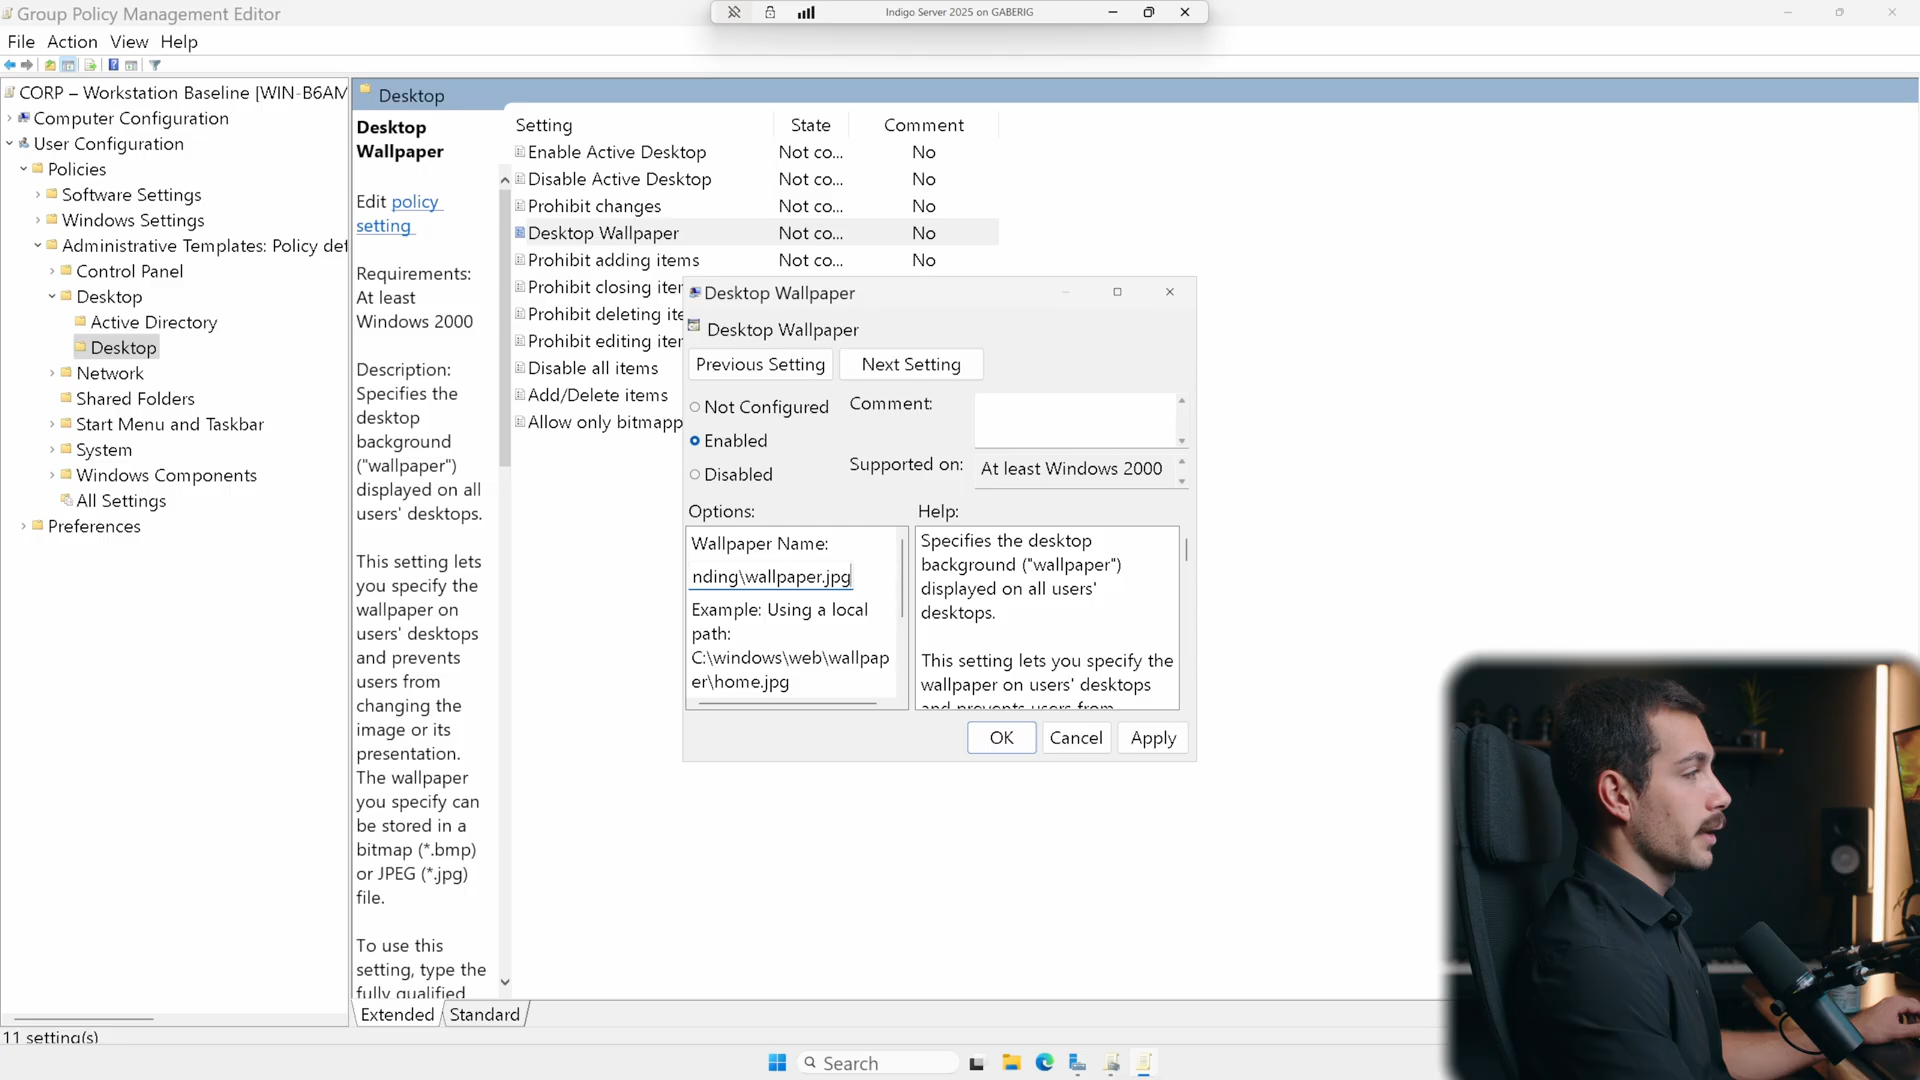 Group Policy Management Editor
Indigo Server 2025 on GABERIG
File Action View Help
CORP – Workstation Baseline [WIN-B6AM
Computer Configuration
User Configuration
Policies
Software Settings
Windows Settings
Administrative Templates: Policy def
Control Panel
Desktop
Active Directory
Desktop
Network
Shared Folders
Start Menu and Taskbar
System
Windows Components
All Settings
Preferences
Desktop
Desktop
Wallpaper
Edit policy
setting
Requirements:
At least
Windows 2000
Description:
Specifies the
desktop
background
("wallpaper")
displayed on all
users' desktops.
This setting lets
you specify the
wallpaper on
users' desktops
and prevents
users from
changing the
image or its
presentation.
The wallpaper
you specify can
be stored in a
bitmap (*.bmp)
or JPEG (*.jpg)
file.
To use this
setting, type the
fully qualified
Setting State Comment
Enable Active Desktop Not co... No
Disable Active Desktop Not co... No
Prohibit changes Not co... No
Desktop Wallpaper Not co... No
Prohibit adding items Not co... No
Prohibit closing iter
Prohibit deleting ite
Prohibit editing iter
Disable all items
Add/Delete items
Allow only bitmapp
Desktop Wallpaper
Desktop Wallpaper
Previous Setting Next Setting
Not Configured
Enabled
Disabled
Comment:
Supported on: At least Windows 2000
Options:
Help:
Wallpaper Name:
nding\wallpaper.jpg
Example: Using a local
path:
C:\windows\web\wallpap
er\home.jpg
Specifies the desktop
background ("wallpaper")
displayed on all users'
desktops.
This setting lets you specify the
wallpaper on users' desktops
and prevents users from
OK Cancel Apply
Extended Standard
11 setting(s)
Search